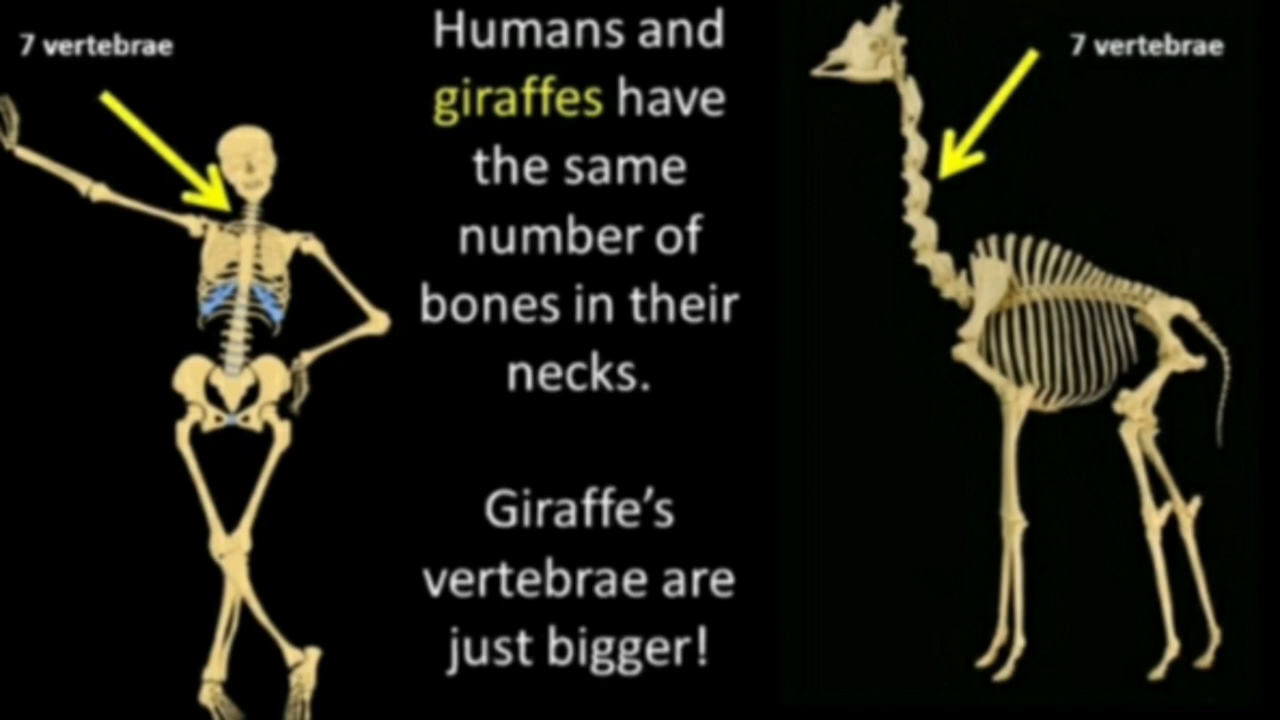 7 vertebrae
Humans and
giraffes have
the same
number of
bones in their
necks.
Giraffe's
vertebrae are
just bigger!
7 vertebrae